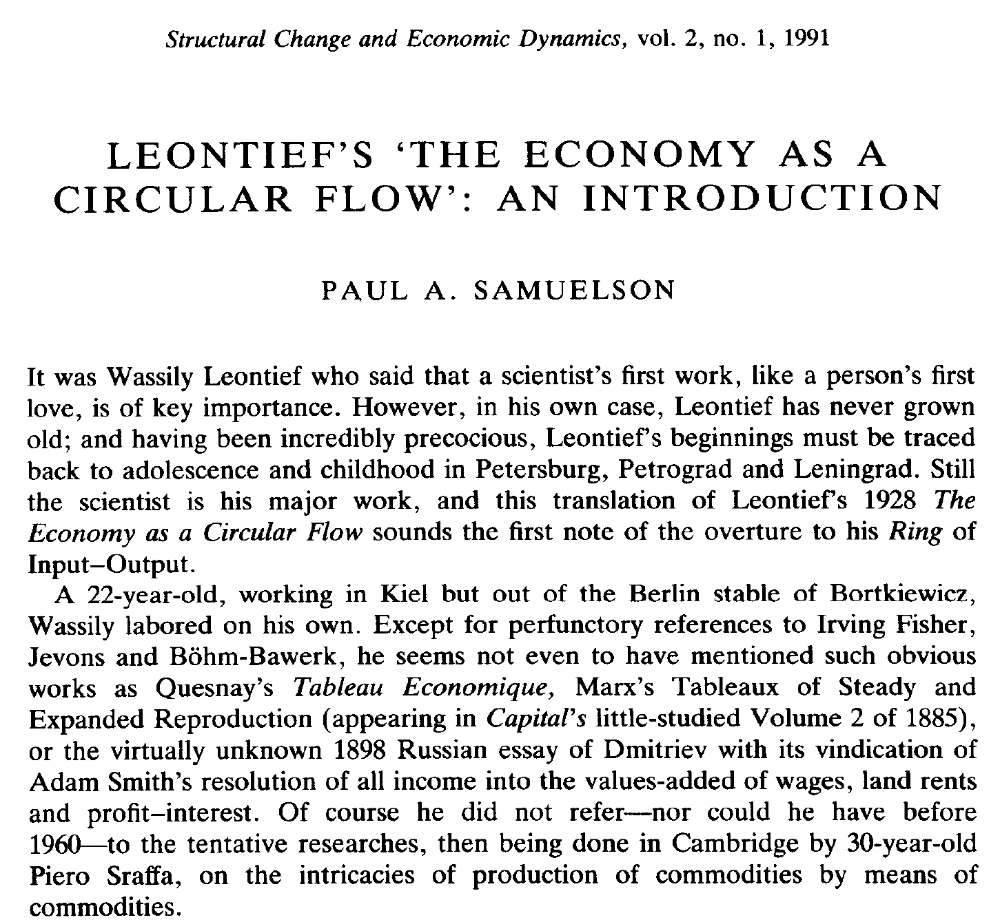 Structural Change and Economic Dynamics, vol. 2, no. 1, 1991
LEONTIEF'S 'THE ECONOMY AS A
CIRCULAR FLOW': AN INTRODUCTION
PAUL A. SAMUELSON
It was Wassily Leontief who said that a scientist's first work, like a person's first
love, is of key importance. However, in his own case, Leontief has never grown
old; and having been incredibly precocious, Leontief's beginnings must be traced
back to adolescence and childhood in Petersburg, Petrograd and Leningrad. Still
the scientist is his major work, and this translation of Leontief's 1928 The
Economy as a Circular Flow sounds the first note of the overture to his Ring of
Input–Output.
A 22-year-old, working in Kiel but out of the Berlin stable of Bortkiewicz,
Wassily labored on his own. Except for perfunctory references to Irving Fisher,
Jevons and Böhm-Bawerk, he seems not even to have mentioned such obvious
works as Quesnay's Tableau Economique, Marx's Tableaux of Steady and
Expanded Reproduction (appearing in Capital's little-studied Volume 2 of 1885),
or the virtually unknown 1898 Russian essay of Dmitriev with its vindication of
Adam Smith's resolution of all income into the values-added of wages, land rents
and profit–interest. Of course he did not refer—nor could he have before
1960—to the tentative researches, then being done in Cambridge by 30-year-old
Piero Sraffa, on the intricacies of production of commodities by means of
commodities.